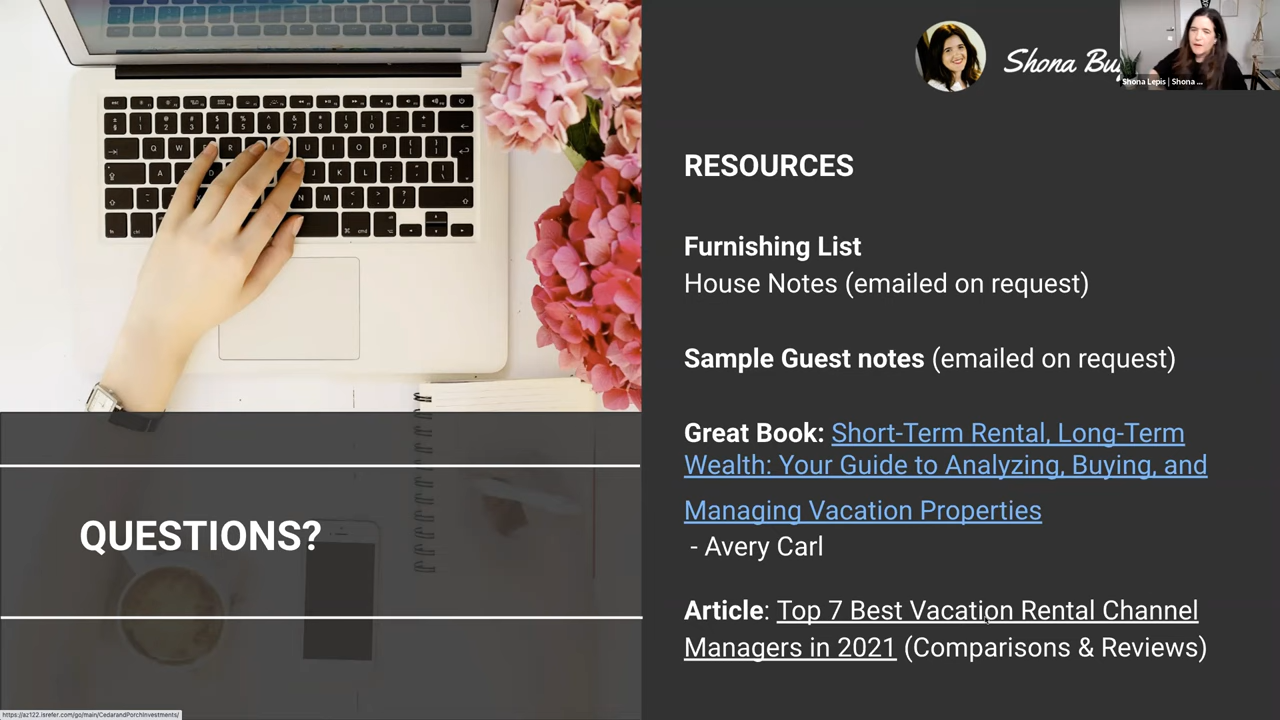 Shona
Shona Lepis | Shona ...
RESOURCES
Furnishing List
House Notes (emailed on request)
Sample Guest notes (emailed on request)
Great Book: Short-Term Rental, Long-Term
Wealth: Your Guide to Analyzing, Buying, and
Managing Vacation Properties
- Avery Carl
QUESTIONS?
Article: Top 7 Best Vacation Rental Channel
Managers in 2021 (Comparisons & Reviews)
https://az122.isrefer.com/go/main/CedarandPorchInvestments/